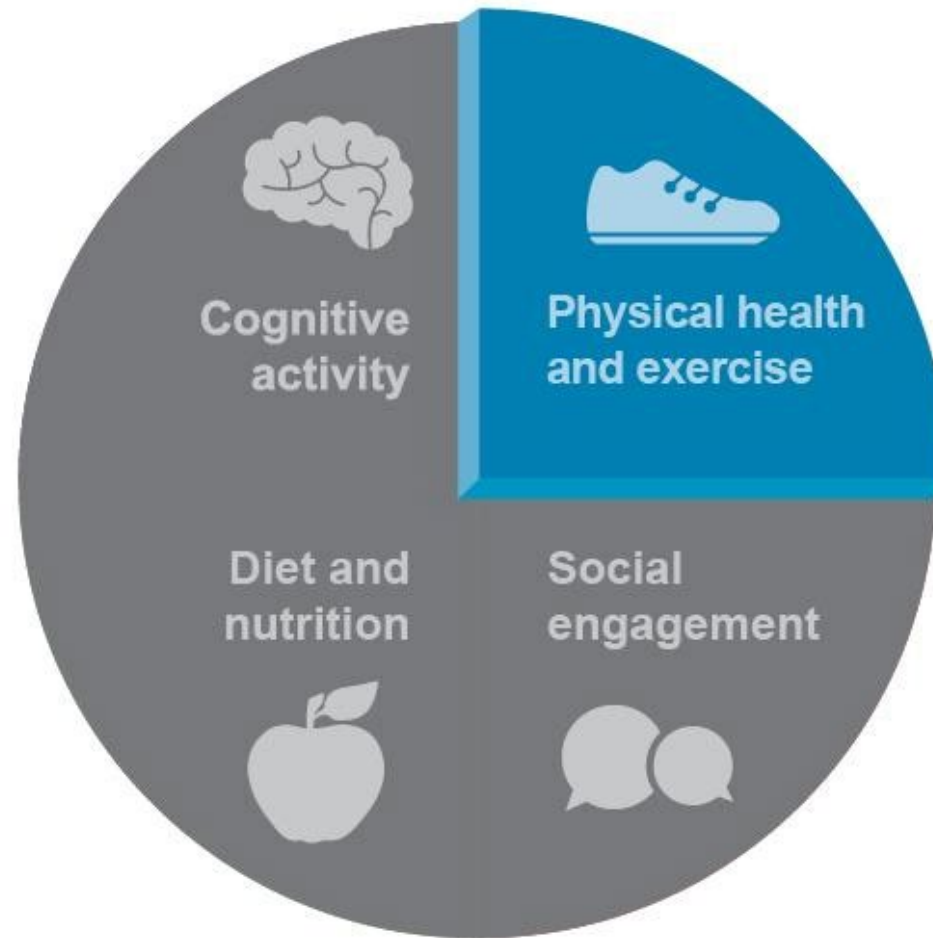 Cognitive
activity
Physical health
and exercise
Diet and
nutrition
Social
engagement